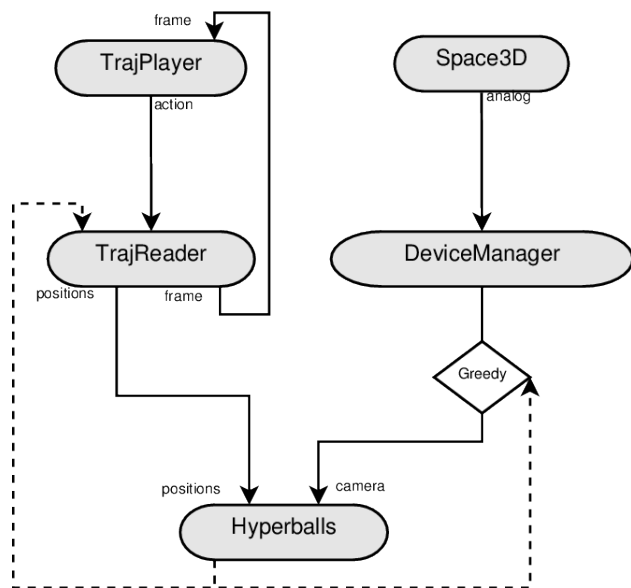 frame
TrajPlayer
Space3D
action
analog
TrajReader
DeviceManager
positions
frame
Greedy
positions
camera
Hyperballs